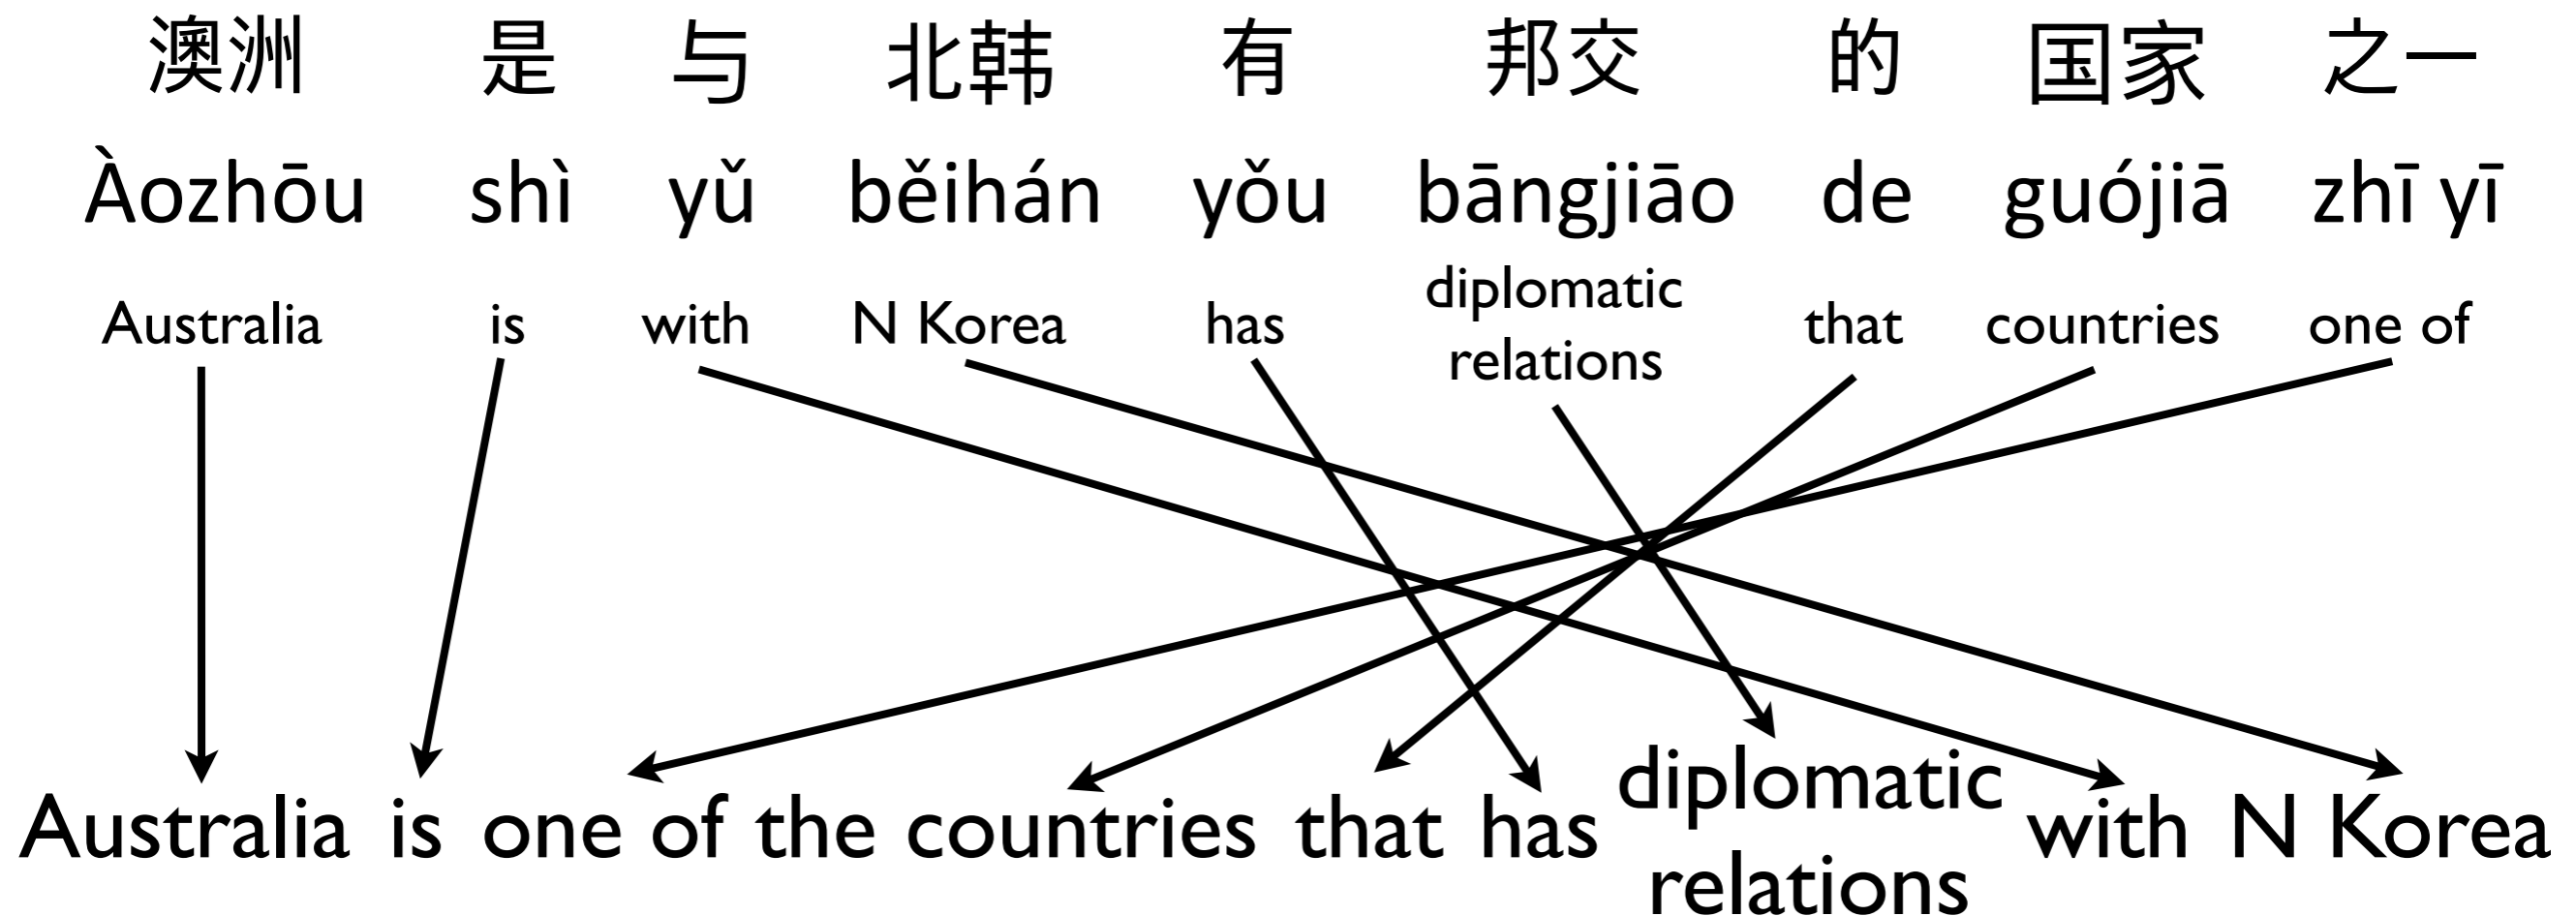 澳洲 是 与 北韩 有 邦交 的 国家 之一
Àozhōu shì yǔ běihán yǒu bāngjiāo de guójiā zhī yī
Australia is with N Korea has diplomatic relations that countries one of
Australia is one of the countries that has diplomatic relations with N Korea